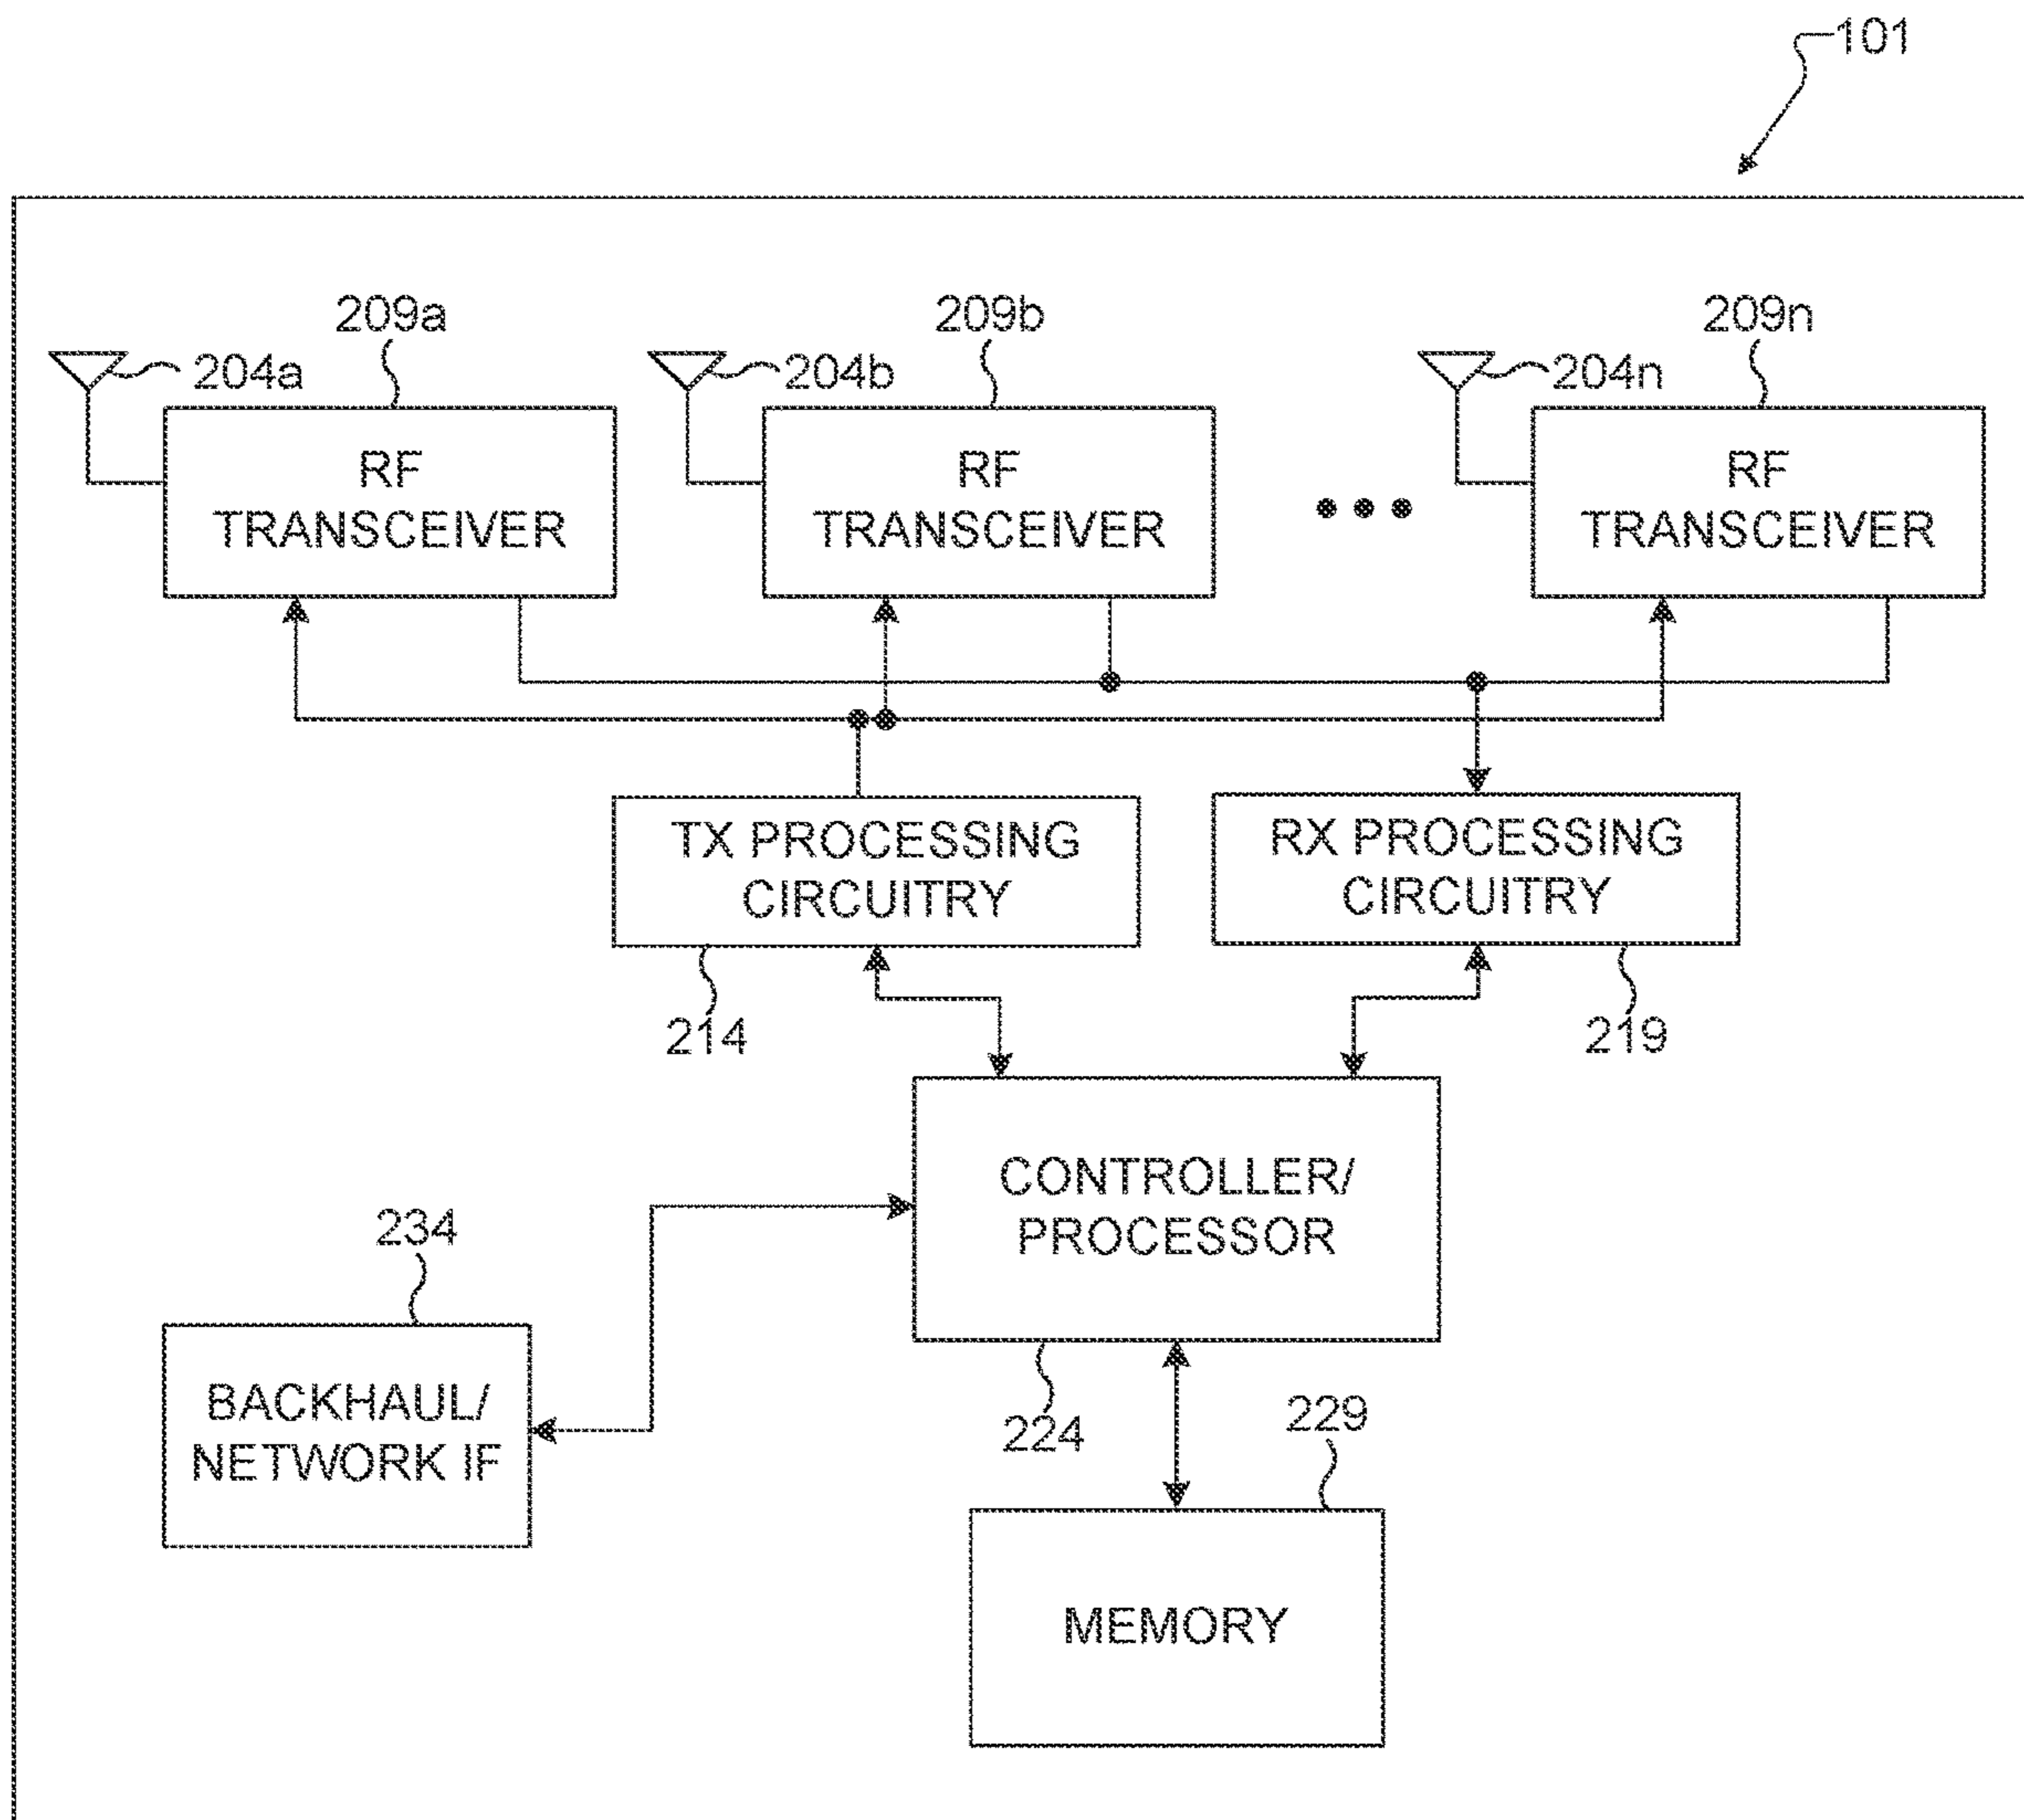 101
209a
209b
209n
204a
204b
204n
RF
TRANSCEIVER
RF
TRANSCEIVER
RF
TRANSCEIVER
TX PROCESSING
CIRCUITRY
RX PROCESSING
CIRCUITRY
214
219
CONTROLLER/
PROCESSOR
234
BACKHAUL/
NETWORK IF
224
229
MEMORY